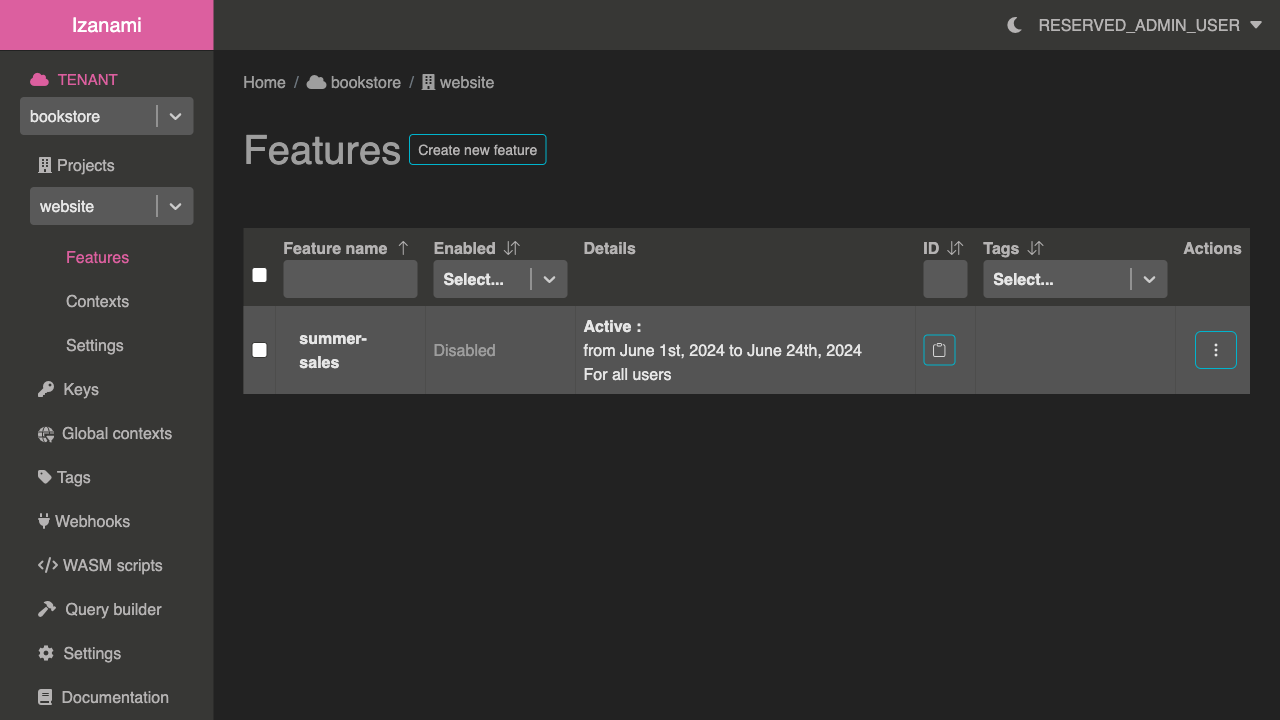 Izanami
RESERVED_ADMIN_USER
TENANT
bookstore
Projects
website
Features
Contexts
Settings
Keys
Global contexts
Tags
Webhooks
WASM scripts
Query builder
Settings
Documentation
Home / bookstore / website
Features Create new feature
Feature name Enabled Details ID Tags Actions
Select... Select...
summer-
sales
Disabled
Active :
from June 1st, 2024 to June 24th, 2024
For all users